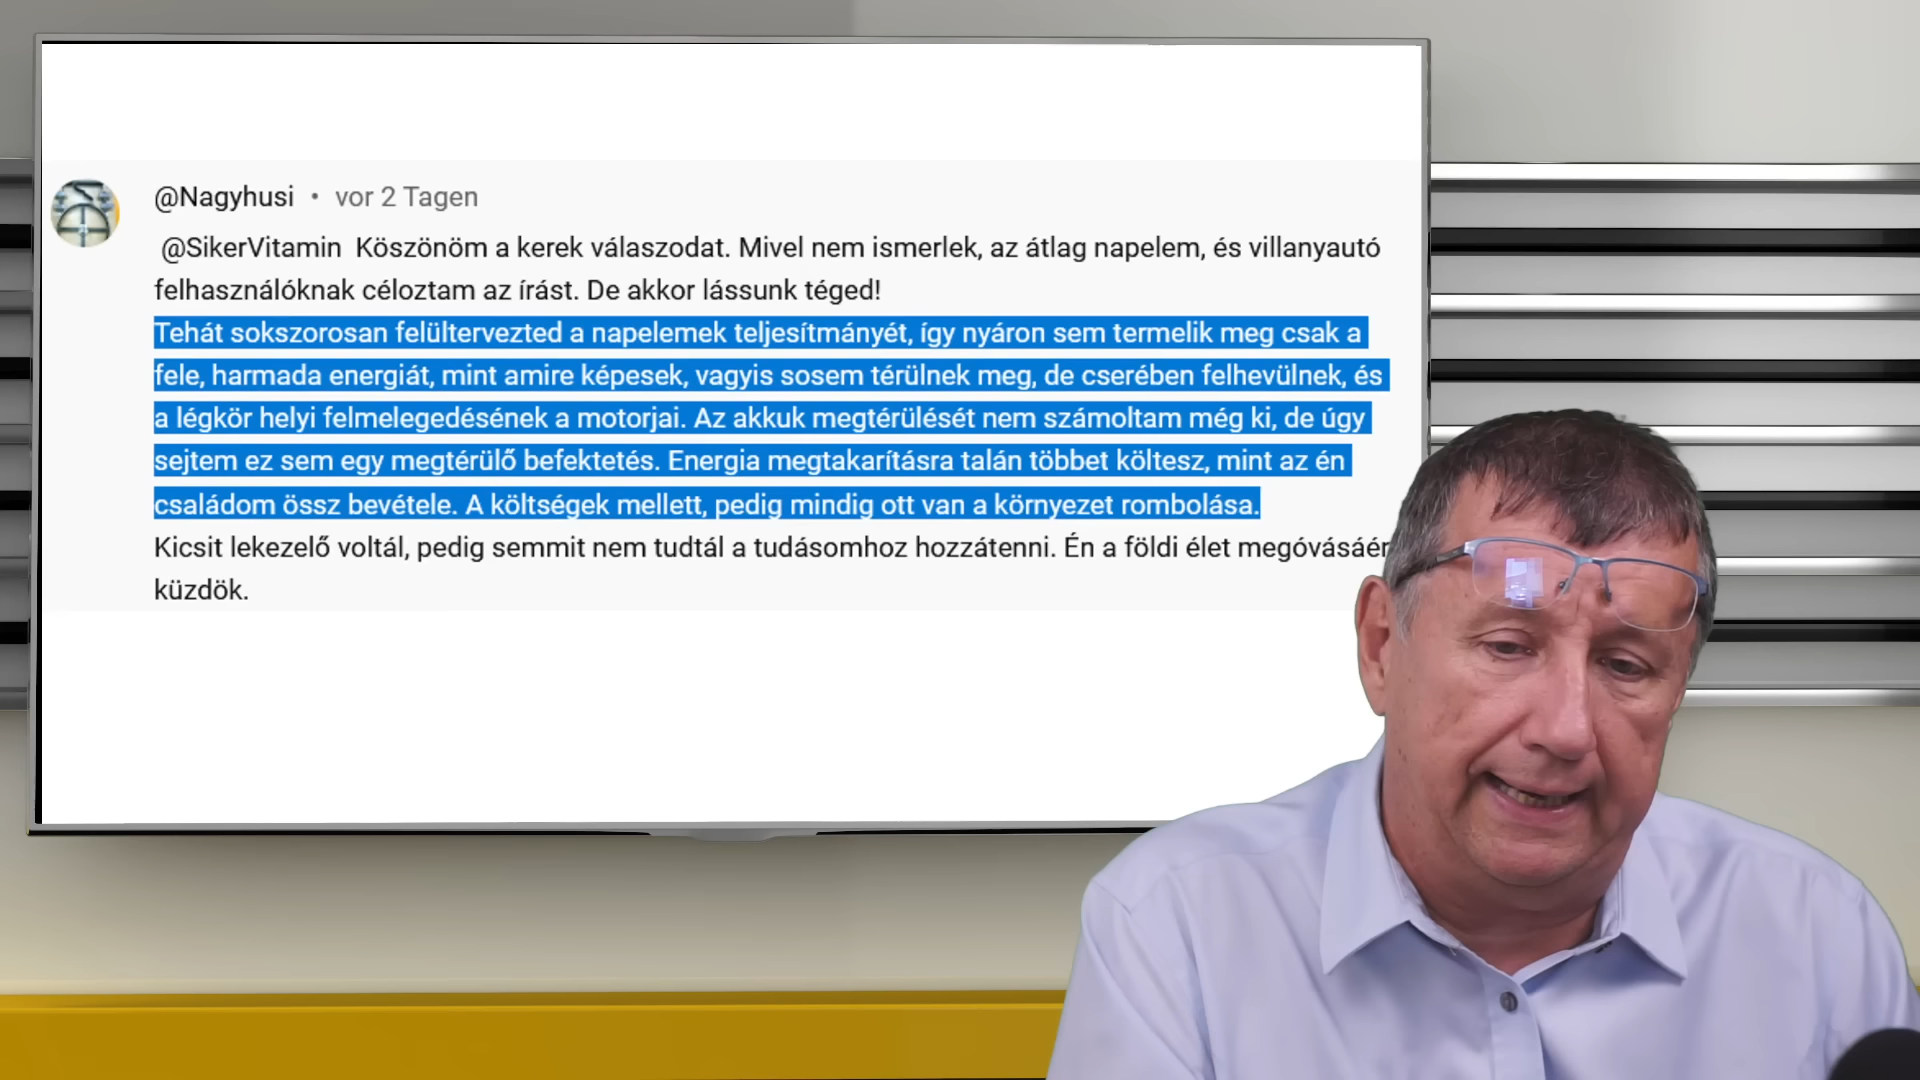 @Nagyhusi • vor 2 Tagen
@SikerVitamin Köszönöm a kerek válaszodat. Mivel nem ismerlek, az átlag napelem, és villanyautó
felhasználóknak céloztam az írást. De akkor lássunk téged!
Tehát sokszorosan felültervezted a napelemek teljesítményét, így nyáron sem termelik meg csak a
fele, harmada energiát, mint amire képesek, vagyis sosem térülnek meg, de cserében felhevülnek, és
a légkör helyi felmelegedésének a motorjai. Az akkuk megtérülését nem számoltam még ki, de úgy
sejtem ez sem egy megtérülő befektetés. Energia megtakarításra talán többet költesz, mint az én
családom össz bevétele. A költségek mellett, pedig mindig ott van a környezet rombolása.
Kicsit lekezelő voltál, pedig semmit nem tudtál a tudásomhoz hozzátenni. Én a földi élet megóvásáér
küzdök.